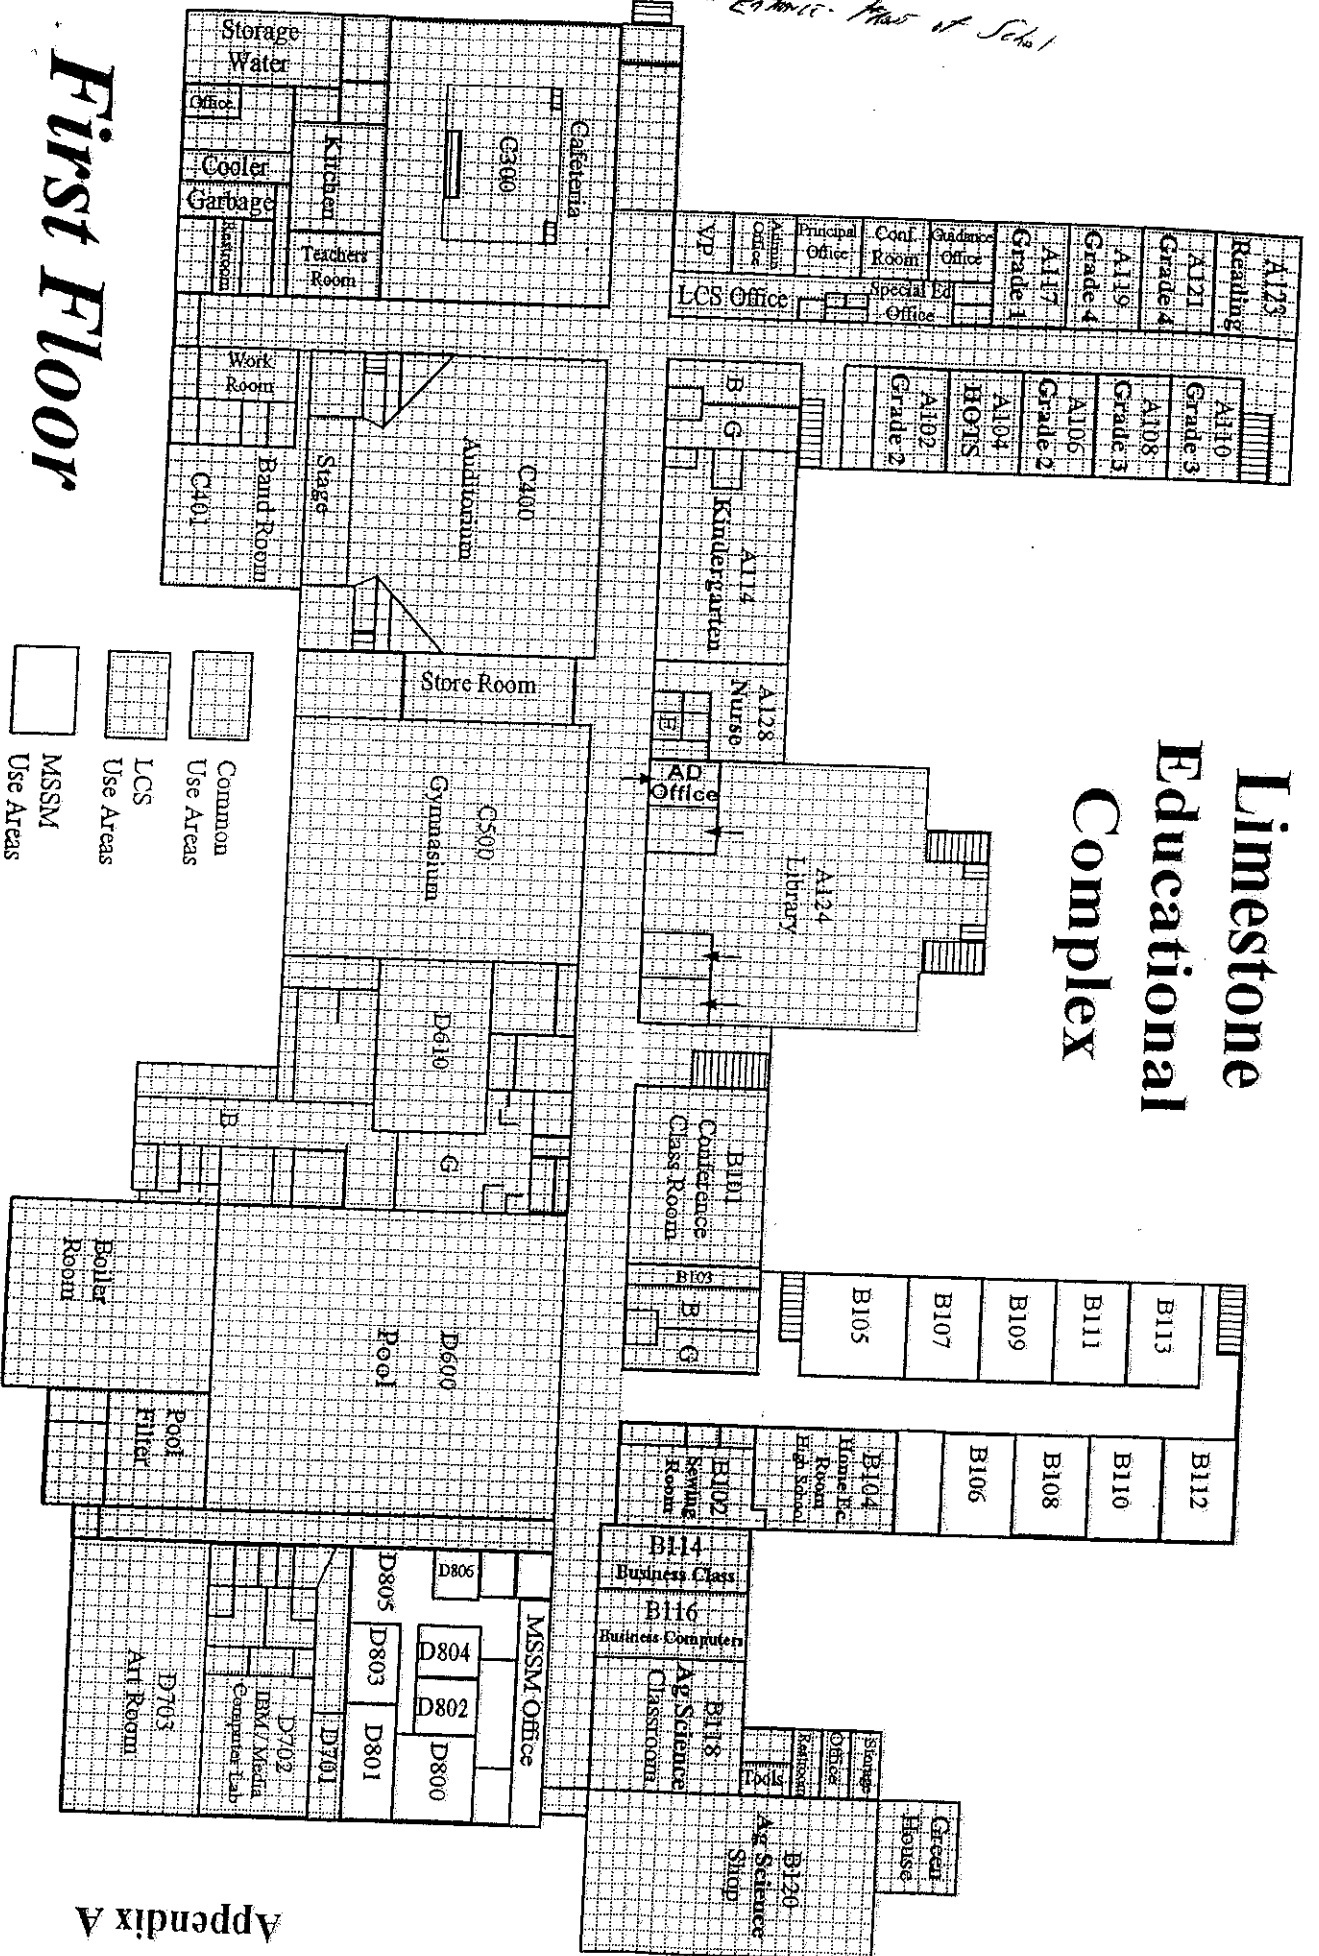 Limestone
Educational
Complex
First Floor
Appendix A
Entrance - Front of School
Common
Use Areas
LCS
Use Areas
MSSM
Use Areas
Storage
Water
Office
Cooler
Garbage
Restroom
Kitchen
Teachers
Room
Cafeteria
C300
VP
Admin
Office
Principal
Office
Conf.
Room
Guidance
Office
LCS Office
Special Ed
Office
A117
Grade 1
A119
Grade 4
A121
Grade 4
A123
Reading
A102
Grade 2
A104
HOTS
A106
Grade 2
A108
Grade 3
A110
Grade 3
B
G
A114
Kindergarten
A128
Nurse
AD
Office
A124
Library
Work
Room
Band Room
C401
Stage
C400
Auditorium
Store Room
C500
Gymnasium
D610
B
G
Boiler
Room
Pool
Filter
D600
Pool
B101
Conference
Class Room
B103
B
G
B105
B107
B109
B111
B113
B102
Sewing
Room
B104
Home Ec.
Room
High School
B106
B108
B110
B112
B114
Business Class
B116
Business Computers
B118
Ag Science
Classroom
Tools
Restroom
Office
Storage
Green
House
B120
Ag Science
Shop
MSSM Office
D806
D805
D804
D803
D802
D801
D800
D701
D702
IBM / Media
Computer Lab
D703
Art Room